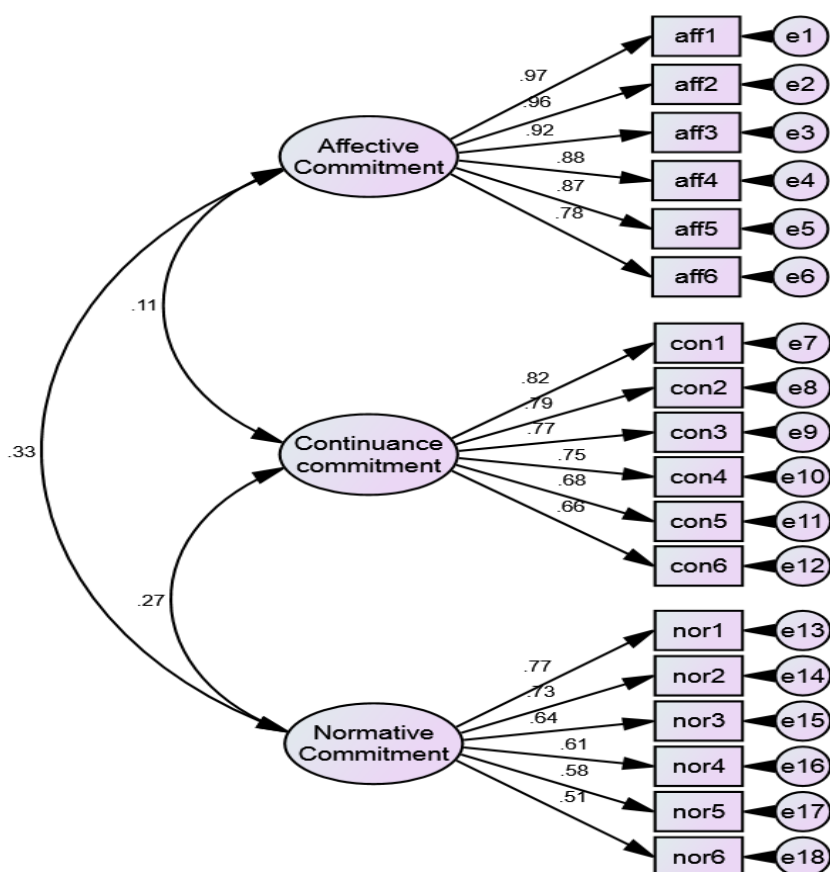 aff1
e1
.97
aff2
e2
.96
aff3
e3
.92
Affective
Commitment
aff4
e4
.88
aff5
e5
.87
aff6
e6
.78
.11
con1
e7
.82
con2
e8
.79
con3
e9
.77
Continuance
commitment
con4
e10
.75
con5
e11
.68
con6
e12
.66
.33
.27
nor1
e13
.77
nor2
e14
.73
nor3
e15
.64
Normative
Commitment
nor4
e16
.61
nor5
e17
.58
nor6
e18
.51